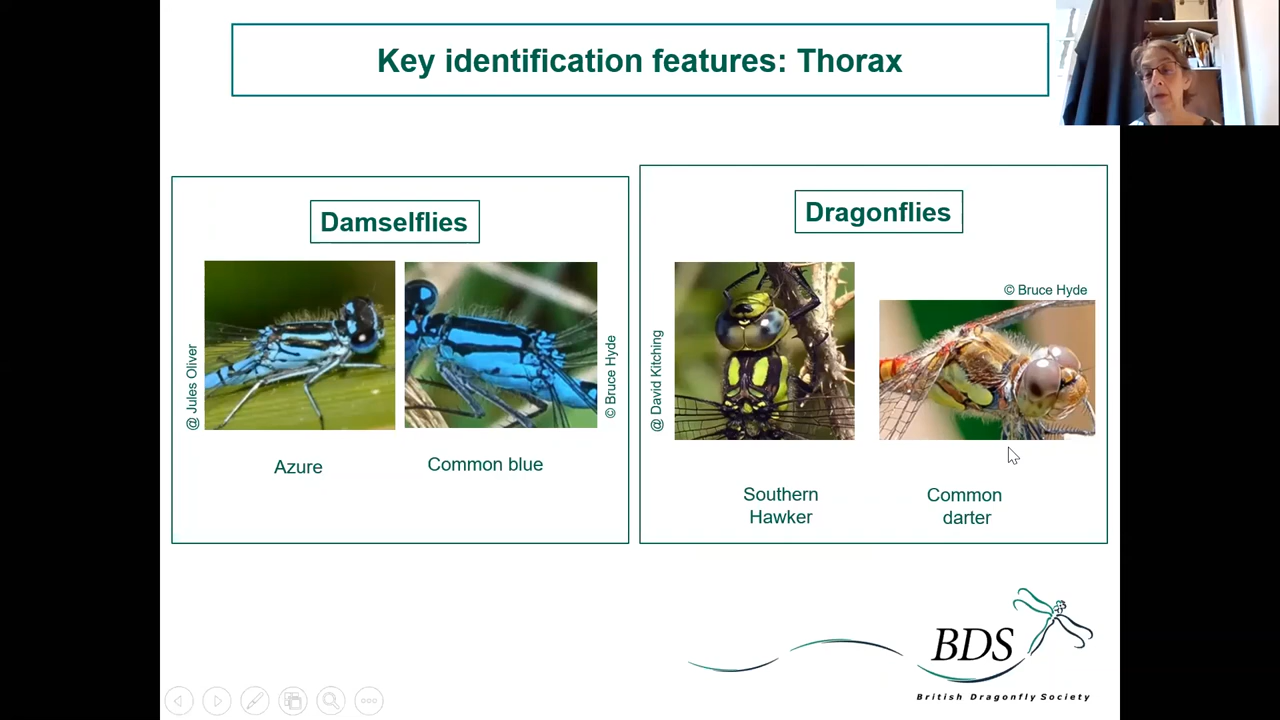 Key identification features: Thorax
Damselflies
@ Jules Oliver
© Bruce Hyde
Azure
Common blue
Dragonflies
@ David Kitching
© Bruce Hyde
Southern
Hawker
Common
darter
BDS
British Dragonfly Society